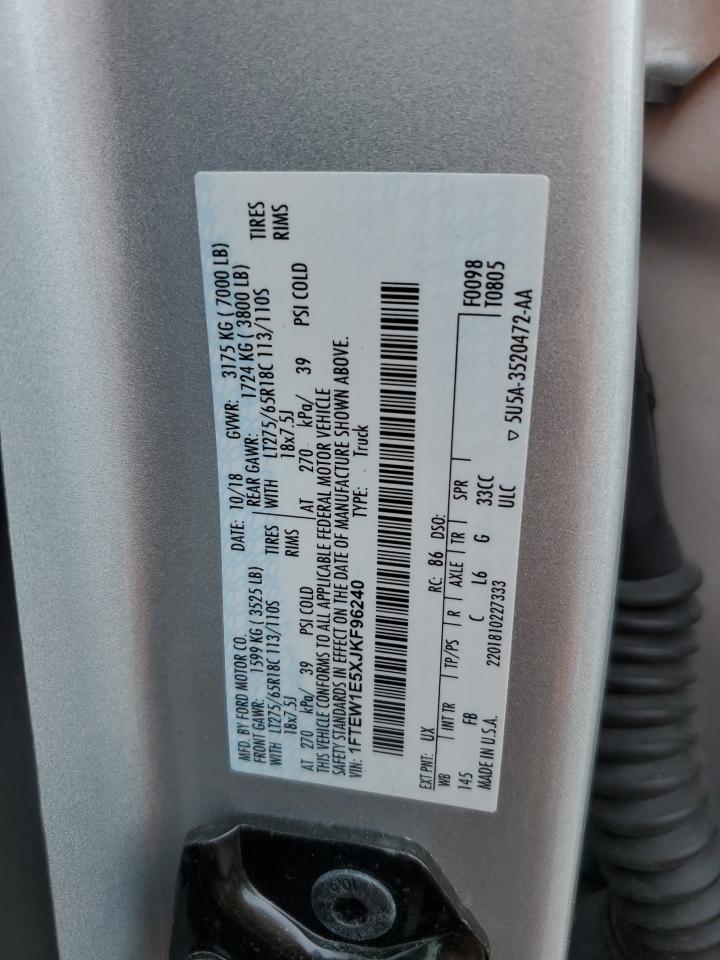 MFD. BY FORD MOTOR CO. DATE: 10/18 GVWR: 3175 KG ( 7000 LB)
FRONT GAWR: 1599 KG ( 3525 LB) REAR GAWR: 1724 KG ( 3800 LB)
WITH LT275/65R18C 113/110S TIRES WITH LT275/65R18C 113/110S TIRES
18x7.5J RIMS 18x7.5J RIMS
AT 270 kPa/ 39 PSI COLD AT 270 kPa/ 39 PSI COLD
THIS VEHICLE CONFORMS TO ALL APPLICABLE FEDERAL MOTOR VEHICLE
SAFETY STANDARDS IN EFFECT ON THE DATE OF MANUFACTURE SHOWN ABOVE.
VIN: 1FTEW1E5XJKF96240 TYPE: Truck
EXT PNT: UX RC: 86 DSO: F0098
WB INT TR TP/PS R AXLE TR SPR T0805
145 FB C L6 G 33CC
MADE IN U.S.A. 2201810227333 ULC ▽ 5U5A-3520472-AA